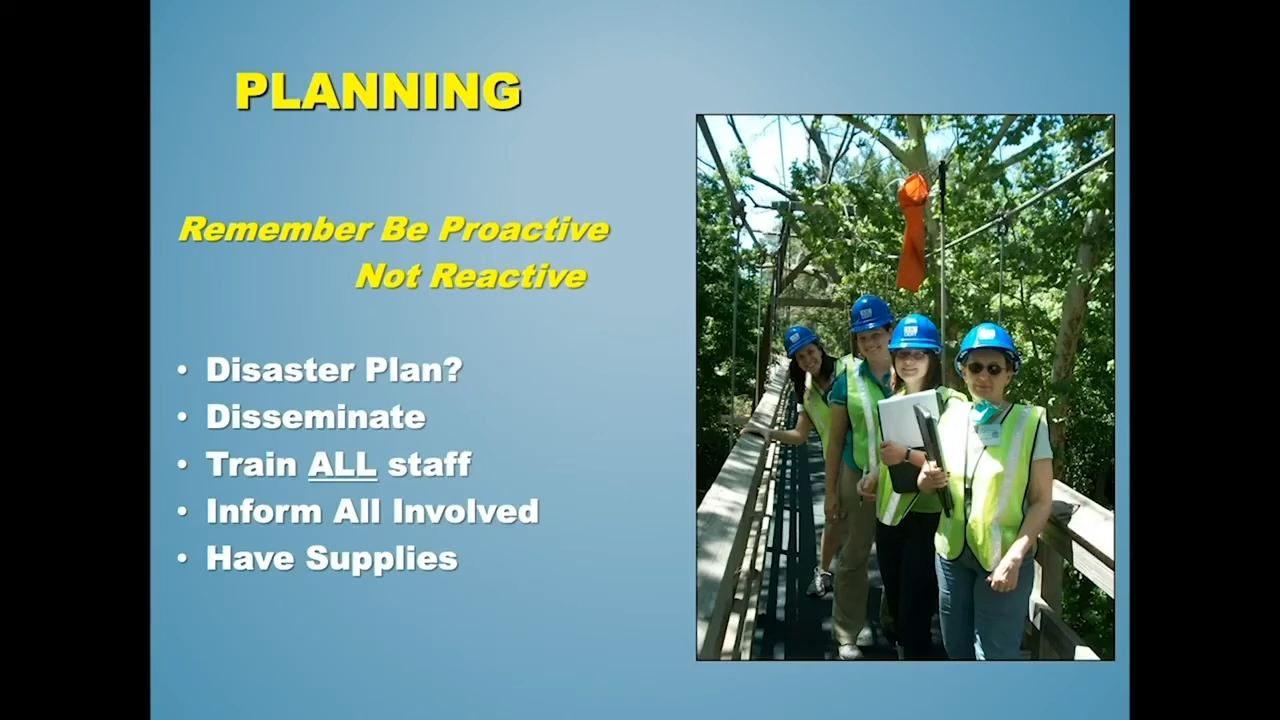 PLANNING
Remember Be Proactive
Not Reactive
• Disaster Plan?
• Disseminate
• Train ALL staff
• Inform All Involved
• Have Supplies